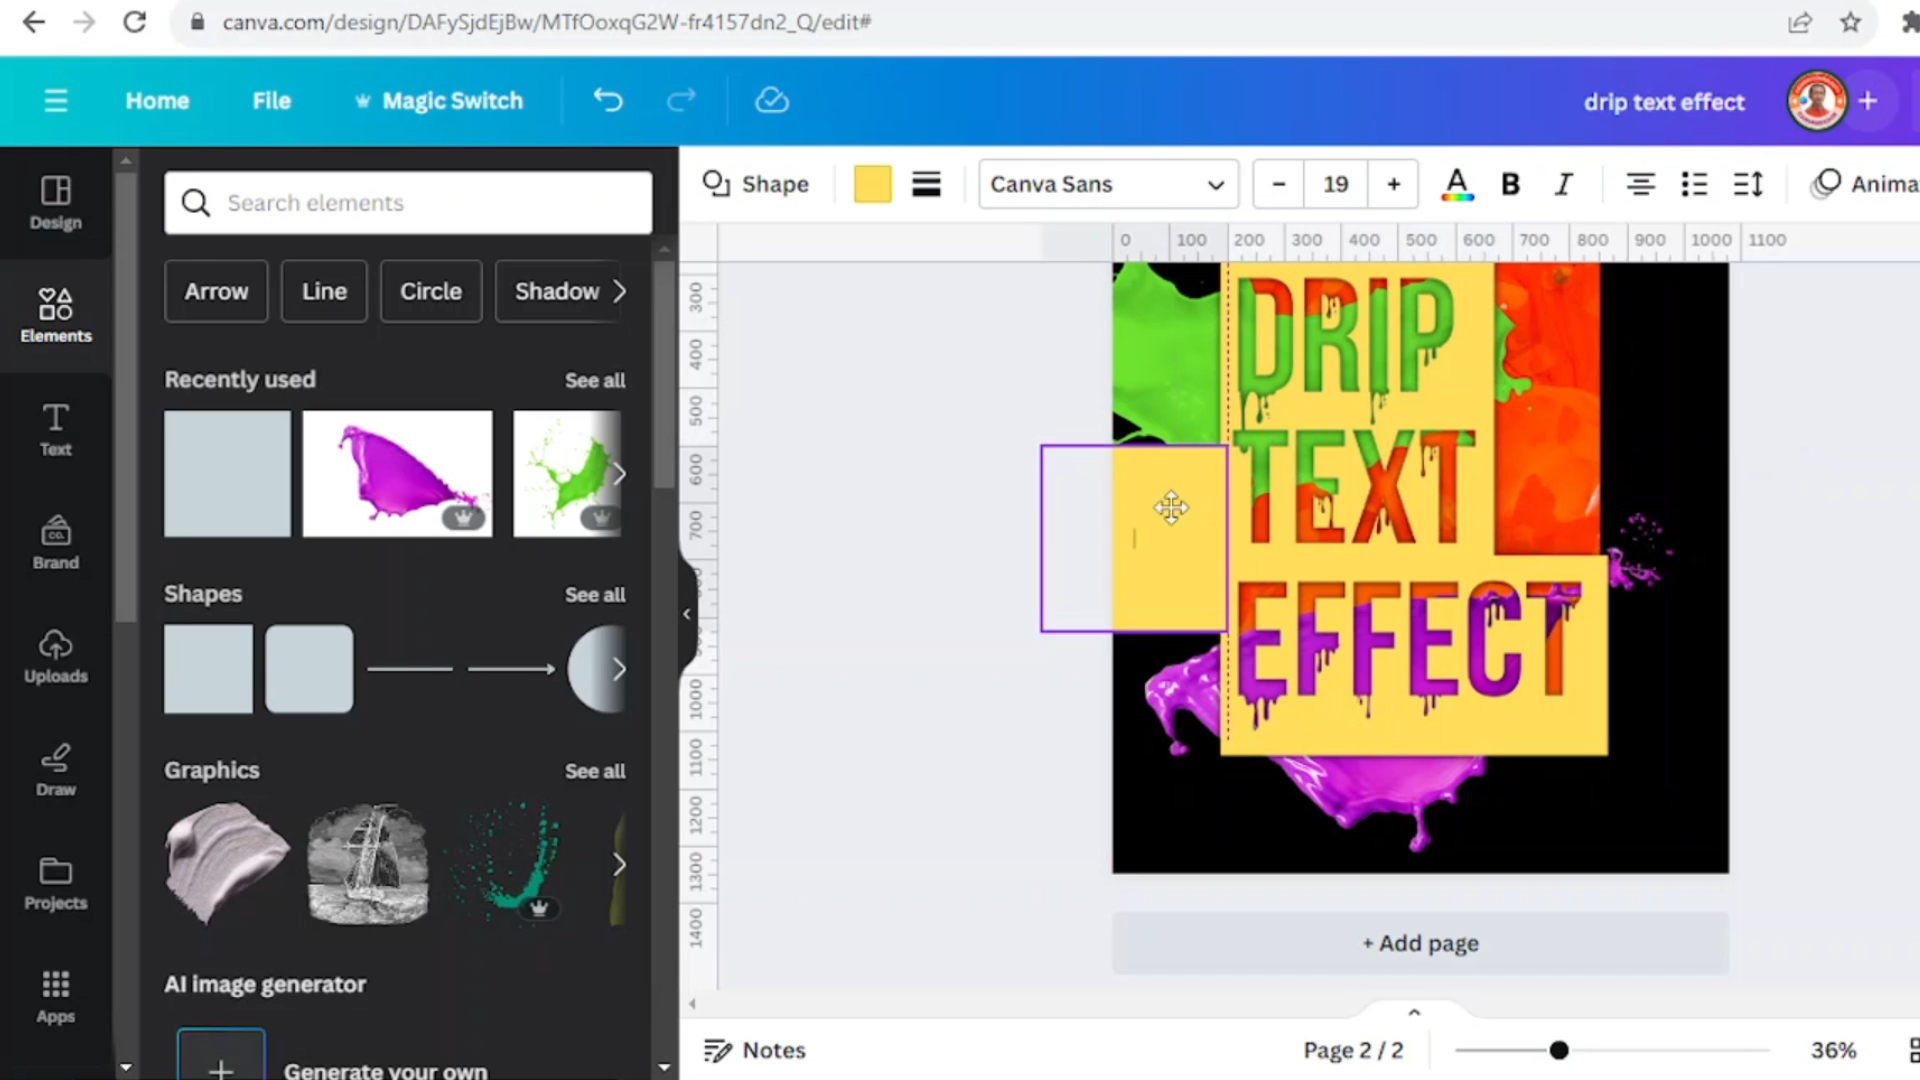 canva.com/design/DAFySjdEjBw/MTfOoxqG2W-fr4157dn2_Q/edit#
Home File Magic Switch drip text effect
Design
Elements
Text
Brand
Uploads
Draw
Projects
Apps
Search elements
Arrow Line Circle Shadow
Recently used See all
Shapes See all
Graphics See all
AI image generator
Generate your own
Shape Canva Sans 19 A B I Anima
0 100 200 300 400 500 600 700 800 900 1000 1100
300
400
500
600
700
1000
1100
1200
1300
1400
DRIP
TEXT
EFFECT
+ Add page
Notes Page 2 / 2 36%